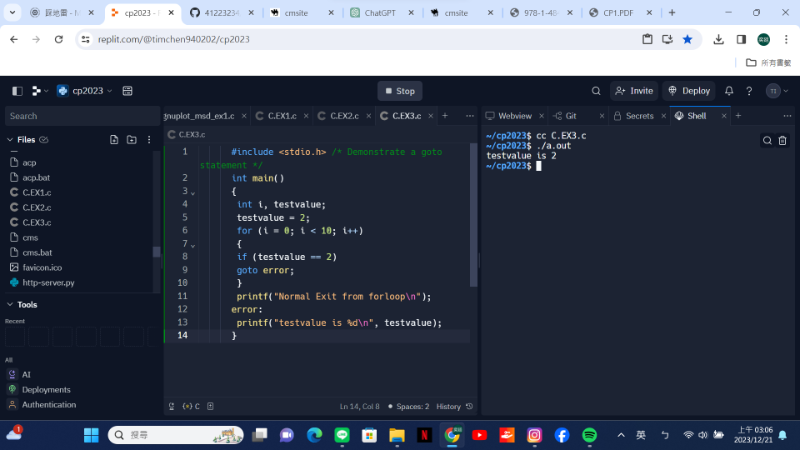 cp2023
41223234
cmsite
ChatGPT
cmsite
978-1-4
CP1.PDF
replit.com/@timchen940202/cp2023
所有書籤
cp2023
Stop
Invite
Deploy
Search
gnuplot_msd_ex1.c
C.EX1.c
C.EX2.c
C.EX3.c
Webview
Git
Secrets
Shell
Files
C.EX3.c
acp
acp.bat
C.EX1.c
C.EX2.c
C.EX3.c
cms
cms.bat
favicon.ico
http-server.py
Tools
Recent
All
AI
Deployments
Authentication
1 #include <stdio.h> /* Demonstrate a goto
statement */
2 int main()
3 {
4 int i, testvalue;
5 testvalue = 2;
6 for (i = 0; i < 10; i++)
7 {
8 if (testvalue == 2)
9 goto error;
10 }
11 printf("Normal Exit from forloop\n");
12 error:
13 printf("testvalue is %d\n", testvalue);
14 }
~/cp2023$ cc C.EX3.c
~/cp2023$ ./a.out
testvalue is 2
~/cp2023$
C
Ln 14, Col 8
Spaces: 2
History
1
搜尋
英
上午 03:06
2023/12/21